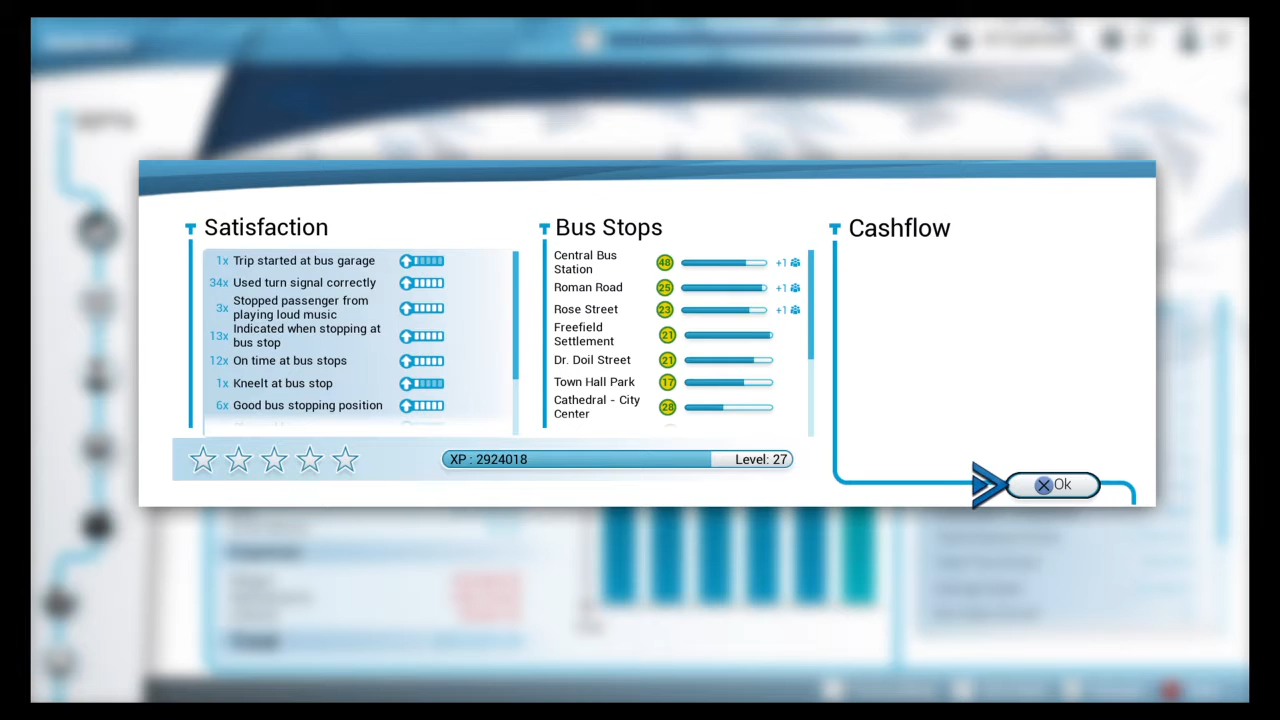 Satisfaction
1x Trip started at bus garage
34x Used turn signal correctly
3x Stopped passenger from
playing loud music
13x Indicated when stopping at
bus stop
12x On time at bus stops
1x Kneelt at bus stop
6x Good bus stopping position
Bus Stops
Central Bus
Station 48 +1
Roman Road 25 +1
Rose Street 23 +1
Freefield
Settlement 21
Dr. Doil Street 21
Town Hall Park 17
Cathedral - City
Center 28
Cashflow
XP : 2924018 Level: 27
Ok